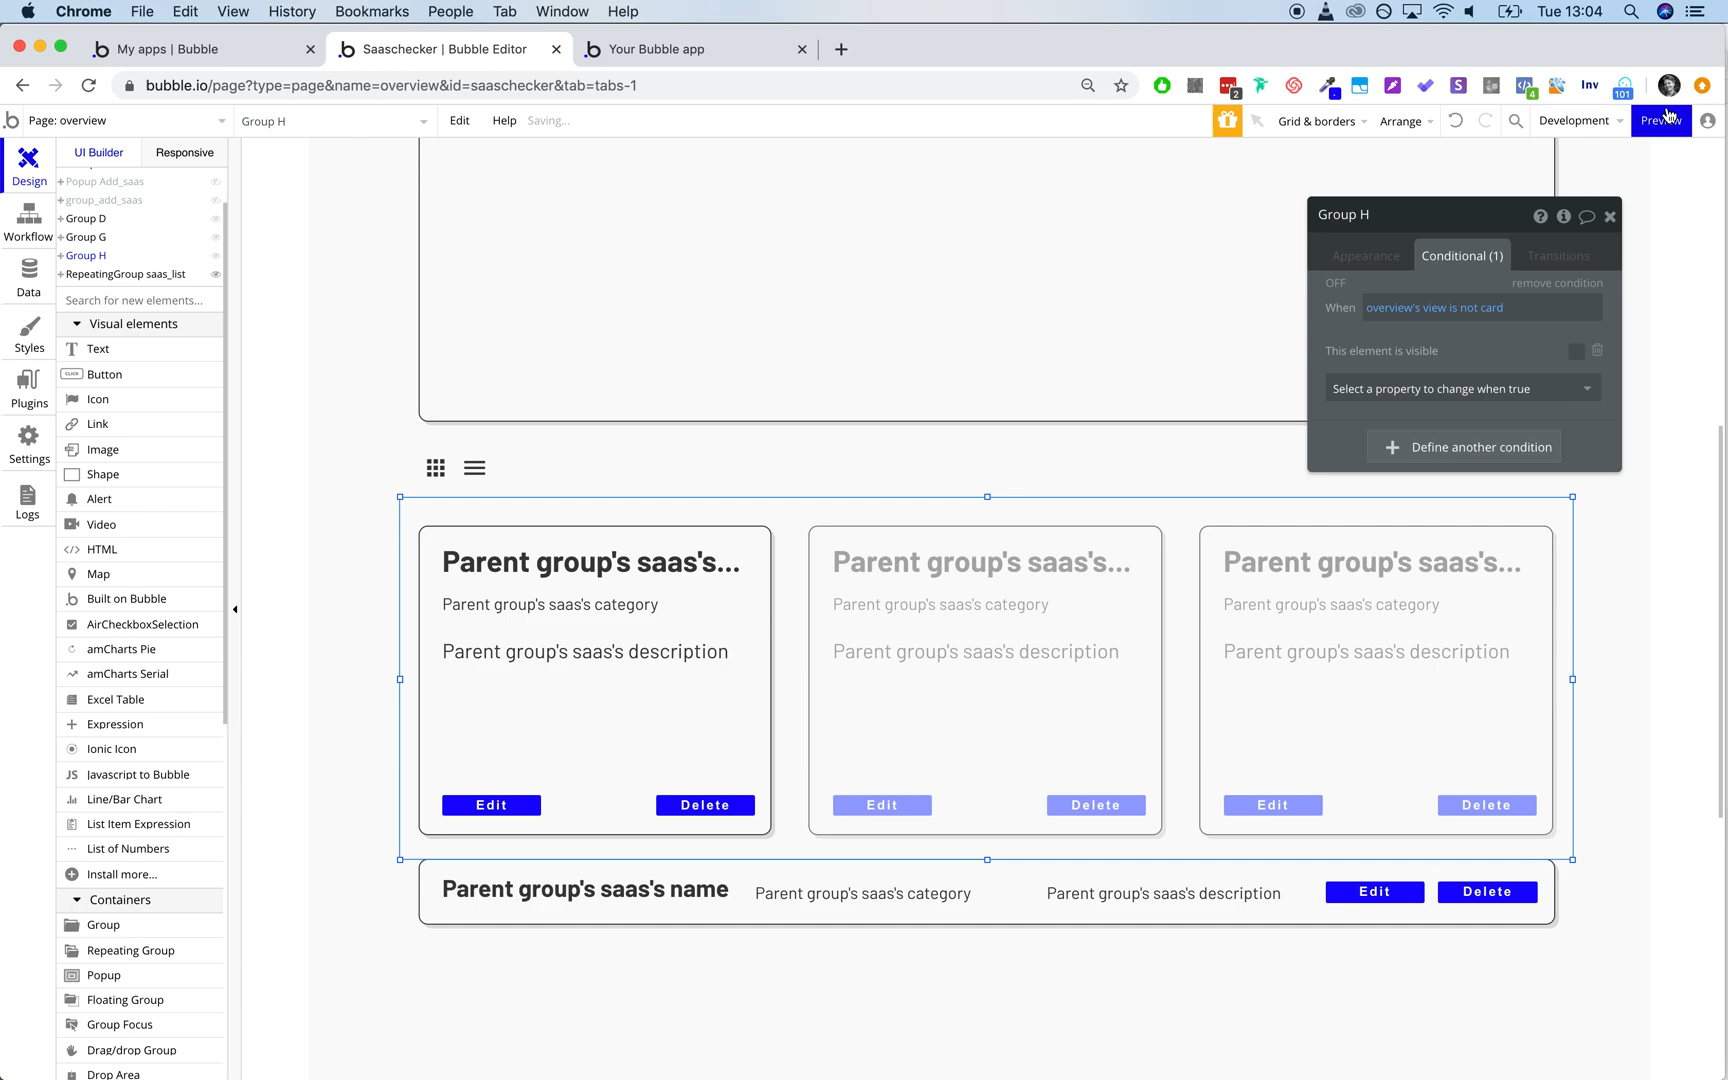 Chrome File Edit View History Bookmarks People Tab Window Help Tue 13:04
My apps | Bubble Saaschecker | Bubble Editor Your Bubble app
bubble.io/page?type=page&name=overview&id=saaschecker&tab=tabs-1 2 4 Inv 101
Page: overview Group H Edit Help Saving... Grid & borders Arrange Development Preview
UI Builder Responsive
Design
Workflow
Data
Styles
Plugins
Settings
Logs
Popup Add_saas
group_add_saas
Group D
Group G
Group H
RepeatingGroup saas_list
Search for new elements...
Visual elements
Text
CLICK Button
Icon
Link
Image
Shape
Alert
Video
HTML
Map
Built on Bubble
AirCheckboxSelection
amCharts Pie
amCharts Serial
Excel Table
Expression
Ionic Icon
JS Javascript to Bubble
Line/Bar Chart
List Item Expression
List of Numbers
Install more...
Containers
Group
Repeating Group
Popup
Floating Group
Group Focus
Drag/drop Group
Drop Area
Group H
Appearance Conditional (1) Transitions
OFF remove condition
When overview's view is not card
This element is visible
Select a property to change when true
Define another condition
Parent group's saas's...
Parent group's saas's category
Parent group's saas's description
Edit Delete
Parent group's saas's...
Parent group's saas's category
Parent group's saas's description
Edit Delete
Parent group's saas's...
Parent group's saas's category
Parent group's saas's description
Edit Delete
Parent group's saas's name Parent group's saas's category Parent group's saas's description Edit Delete